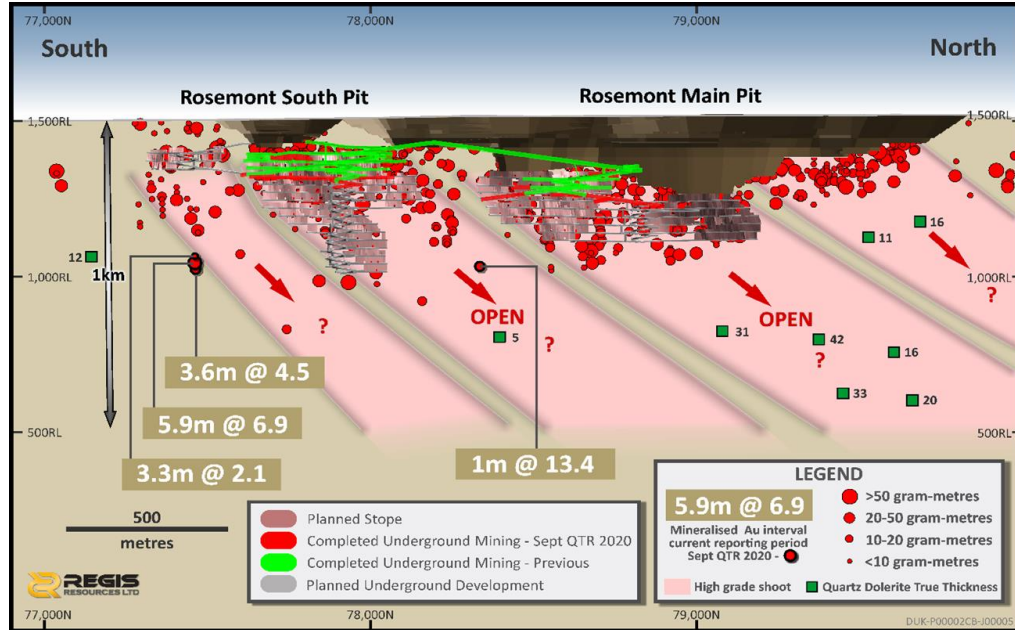 77,000N
78,000N
79,000N
South
North
Rosemont South Pit
Rosemont Main Pit
1,500RL
1,500RL
16
11
12
1km
1,000RL
1,000RL
?
OPEN
OPEN
?
5
?
31
42
?
16
33
20
3.6m @ 4.5
5.9m @ 6.9
3.3m @ 2.1
1m @ 13.4
500RL
500RL
500
metres
Planned Stope
Completed Underground Mining - Sept QTR 2020
Completed Underground Mining - Previous
Planned Underground Development
LEGEND
5.9m @ 6.9
Mineralised Au interval
current reporting period
Sept QTR 2020 -
>50 gram-metres
20-50 gram-metres
10-20 gram-metres
<10 gram-metres
High grade shoot
Quartz Dolerite True Thickness
REGIS
RESOURCES LTD
77,000N
78,000N
79,000N
DUK-P00002CB-J00005